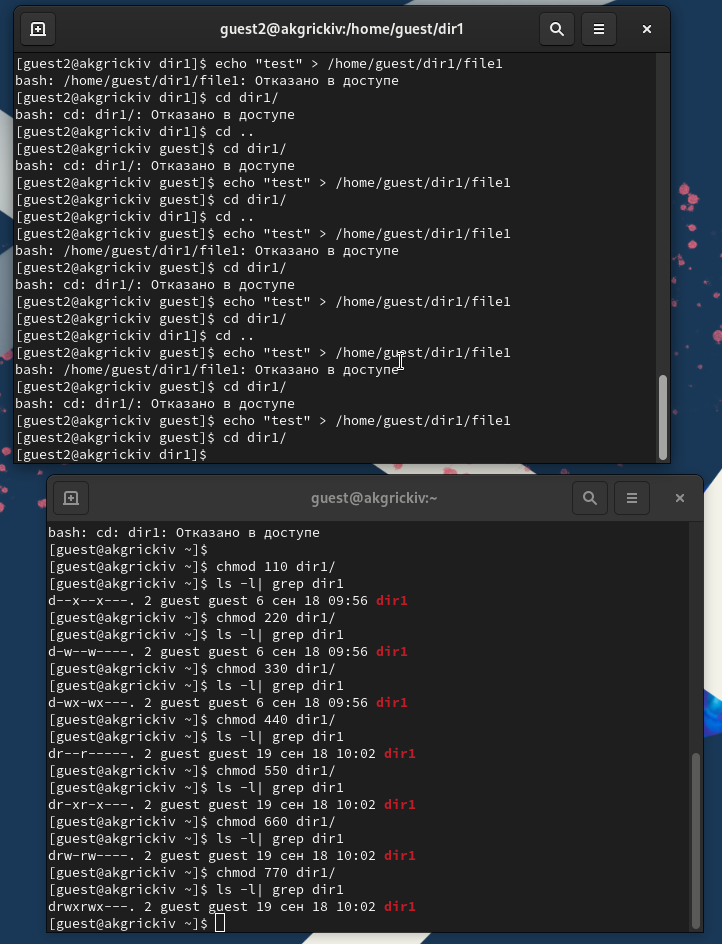 guest2@akgrickiv:/home/guest/dir1
[guest2@akgrickiv dir1]$ echo "test" > /home/guest/dir1/file1
bash: /home/guest/dir1/file1: Отказано в доступе
[guest2@akgrickiv dir1]$ cd dir1/
bash: cd: dir1/: Отказано в доступе
[guest2@akgrickiv dir1]$ cd ..
[guest2@akgrickiv guest]$ cd dir1/
bash: cd: dir1/: Отказано в доступе
[guest2@akgrickiv guest]$ echo "test" > /home/guest/dir1/file1
[guest2@akgrickiv guest]$ cd dir1/
[guest2@akgrickiv dir1]$ cd ..
[guest2@akgrickiv guest]$ echo "test" > /home/guest/dir1/file1
bash: /home/guest/dir1/file1: Отказано в доступе
[guest2@akgrickiv guest]$ cd dir1/
bash: cd: dir1/: Отказано в доступе
[guest2@akgrickiv guest]$ echo "test" > /home/guest/dir1/file1
[guest2@akgrickiv guest]$ cd dir1/
[guest2@akgrickiv dir1]$ cd ..
[guest2@akgrickiv guest]$ echo "test" > /home/guest/dir1/file1
bash: /home/guest/dir1/file1: Отказано в доступе
[guest2@akgrickiv guest]$ cd dir1/
bash: cd: dir1/: Отказано в доступе
[guest2@akgrickiv guest]$ echo "test" > /home/guest/dir1/file1
[guest2@akgrickiv guest]$ cd dir1/
[guest2@akgrickiv dir1]$
guest@akgrickiv:~
bash: cd: dir1: Отказано в доступе
[guest@akgrickiv ~]$
[guest@akgrickiv ~]$ chmod 110 dir1/
[guest@akgrickiv ~]$ ls -l| grep dir1
d--x--x---. 2 guest guest 6 сен 18 09:56 dir1
[guest@akgrickiv ~]$ chmod 220 dir1/
[guest@akgrickiv ~]$ ls -l| grep dir1
d-w--w----. 2 guest guest 6 сен 18 09:56 dir1
[guest@akgrickiv ~]$ chmod 330 dir1/
[guest@akgrickiv ~]$ ls -l| grep dir1
d-wx-wx---. 2 guest guest 6 сен 18 09:56 dir1
[guest@akgrickiv ~]$ chmod 440 dir1/
[guest@akgrickiv ~]$ ls -l| grep dir1
dr--r-----. 2 guest guest 19 сен 18 10:02 dir1
[guest@akgrickiv ~]$ chmod 550 dir1/
[guest@akgrickiv ~]$ ls -l| grep dir1
dr-xr-x---. 2 guest guest 19 сен 18 10:02 dir1
[guest@akgrickiv ~]$ chmod 660 dir1/
[guest@akgrickiv ~]$ ls -l| grep dir1
drw-rw----. 2 guest guest 19 сен 18 10:02 dir1
[guest@akgrickiv ~]$ chmod 770 dir1/
[guest@akgrickiv ~]$ ls -l| grep dir1
drwxrwx---. 2 guest guest 19 сен 18 10:02 dir1
[guest@akgrickiv ~]$